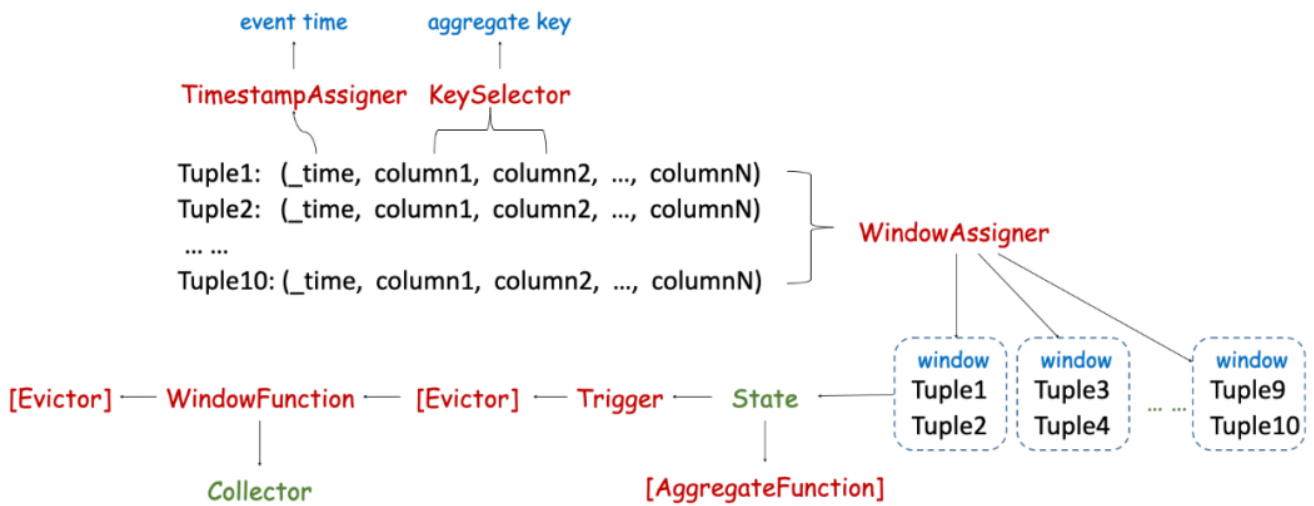 event time
aggregate key
TimestampAssigner
KeySelector
Tuple1: (_time, column1, column2, ..., columnN)
Tuple2: (_time, column1, column2, ..., columnN)
... ...
Tuple10: (_time, column1, column2, ..., columnN)
WindowAssigner
window
Tuple1
Tuple2
window
Tuple3
Tuple4
... ...
window
Tuple9
Tuple10
[Evictor]
WindowFunction
[Evictor]
Trigger
State
Collector
[AggregateFunction]